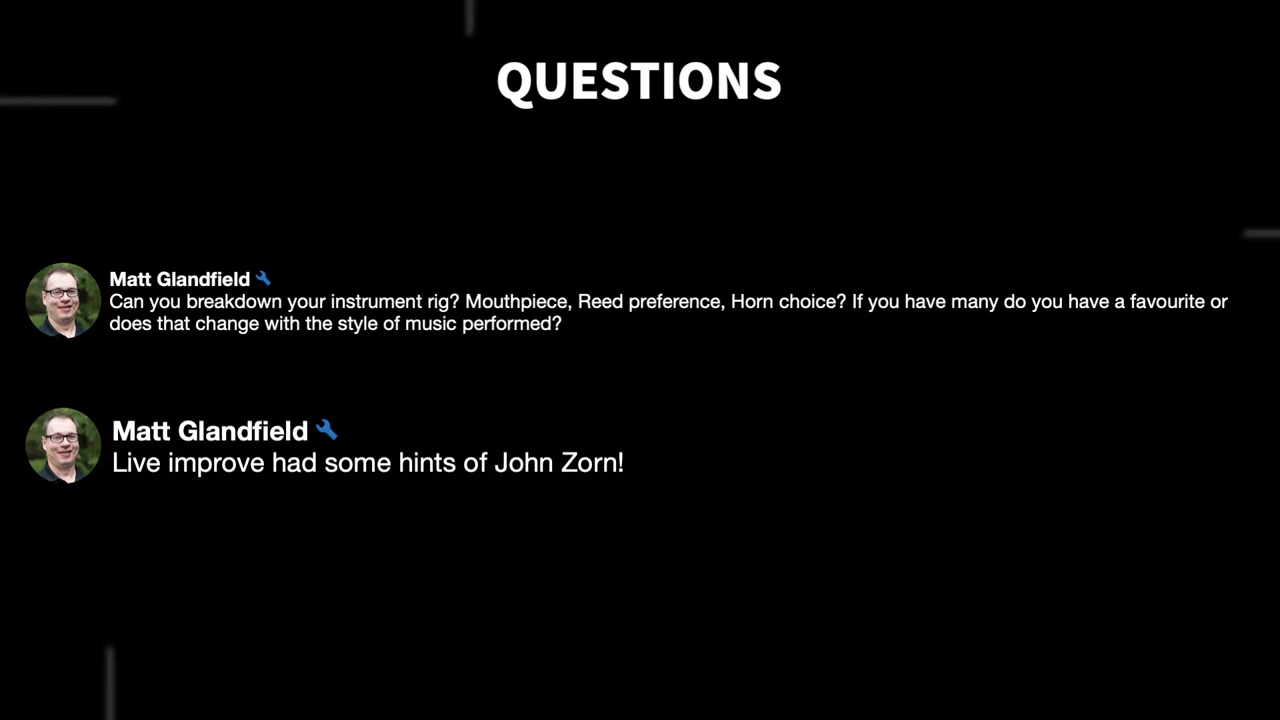 QUESTIONS
Matt Glandfield
Can you breakdown your instrument rig? Mouthpiece, Reed preference, Horn choice? If you have many do you have a favourite or
does that change with the style of music performed?
Matt Glandfield
Live improve had some hints of John Zorn!